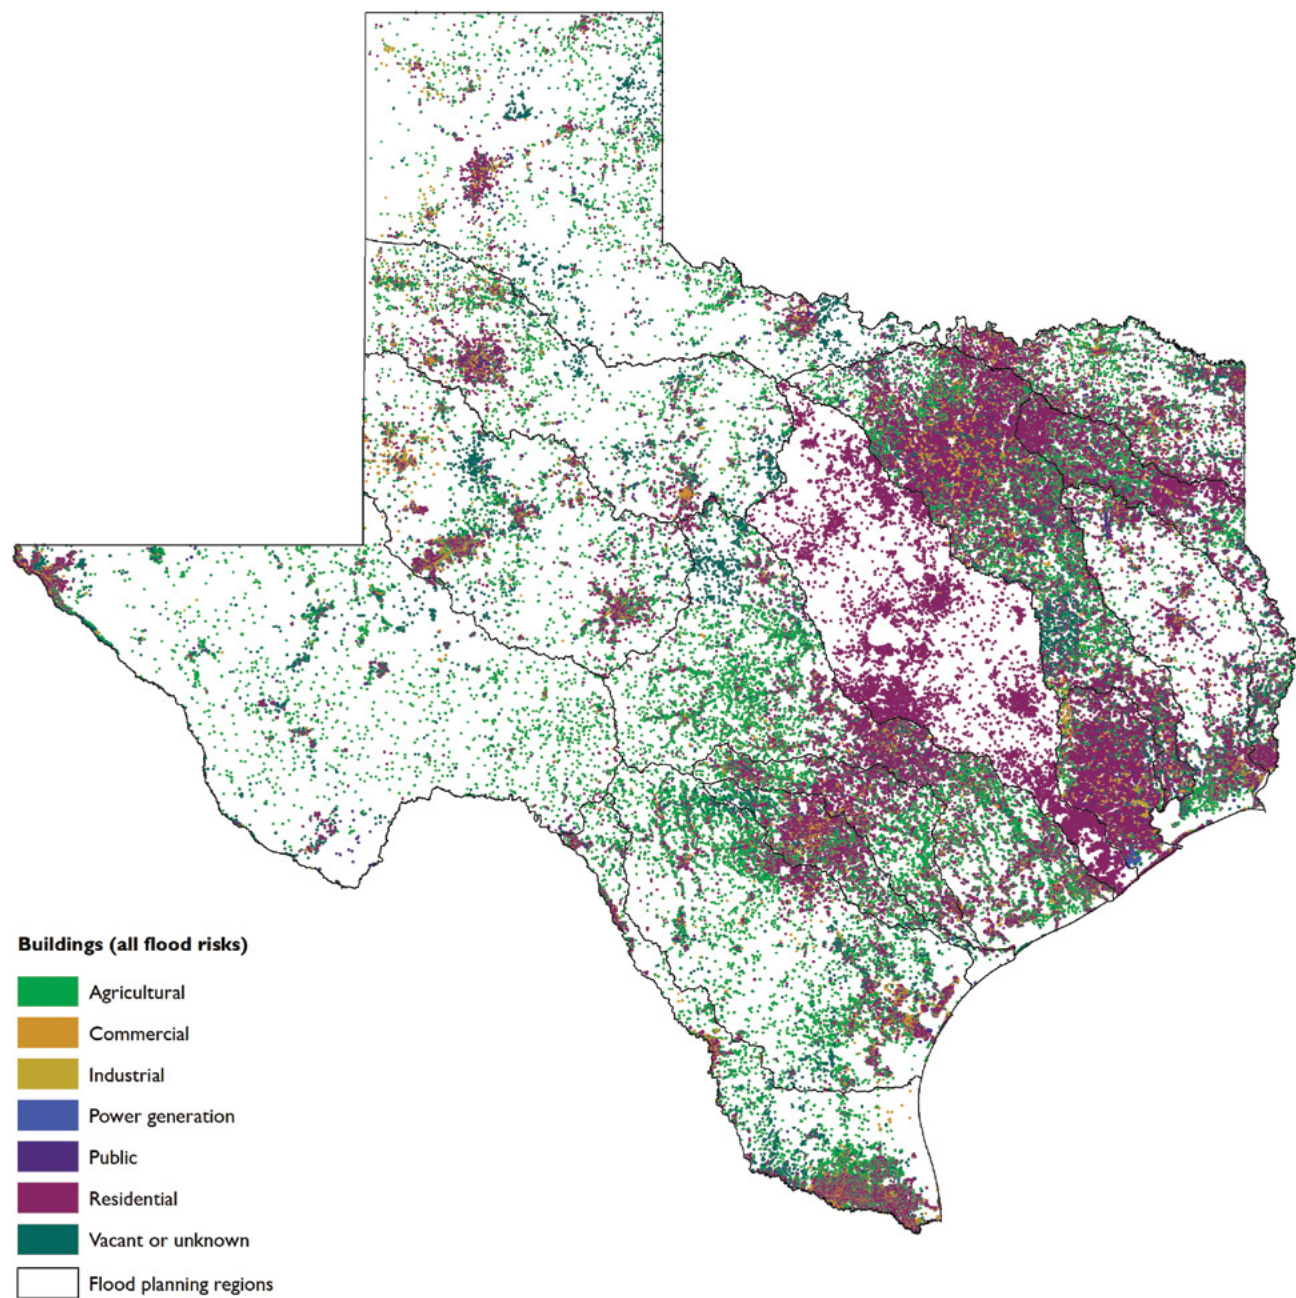 Buildings (all flood risks)
Agricultural
Commercial
Industrial
Power generation
Public
Residential
Vacant or unknown
Flood planning regions